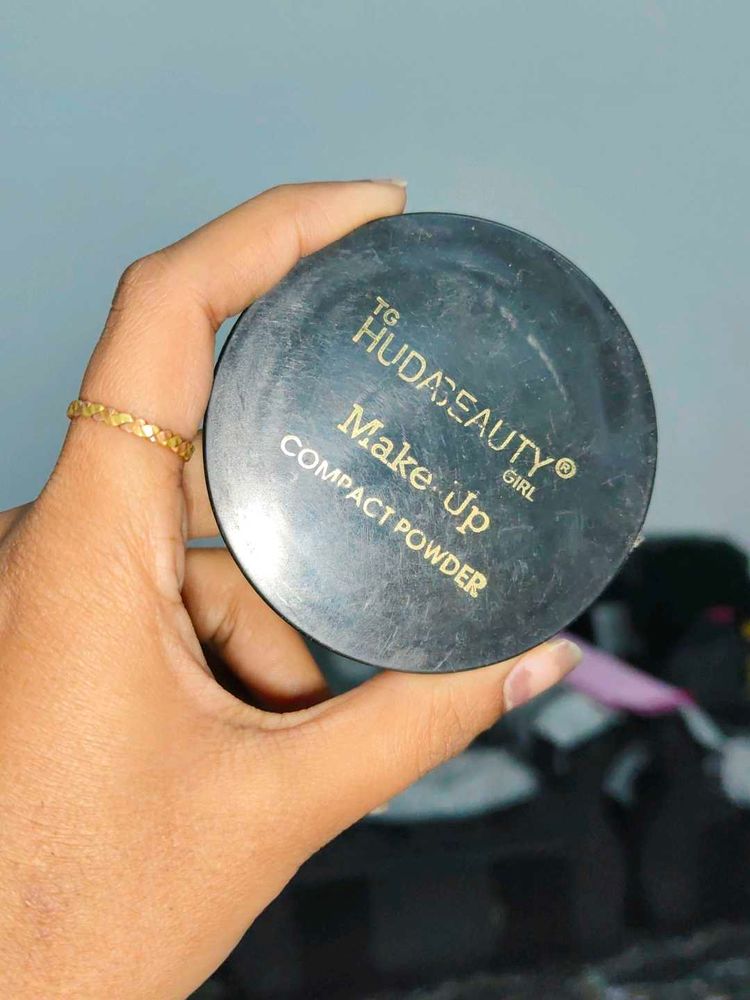 TG
HUDABEAUTY®
GIRL
Make Up
COMPACT POWDER